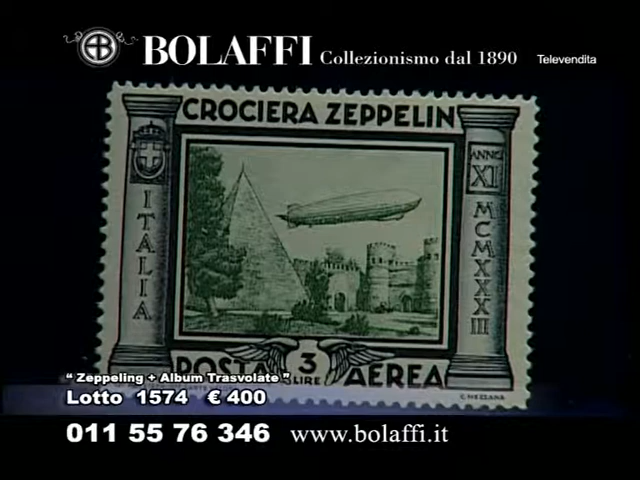 B
BOLAFFI Collezionismo dal 1890 Televendita
CROCIERA ZEPPELIN
ANNO
XI
ITALIA
MCMXXXIII
POSTA 3 LIRE AEREA
C. MEZZANA
“ Zeppeling + Album Trasvolate ”
Lotto 1574 € 400
011 55 76 346 www.bolaffi.it